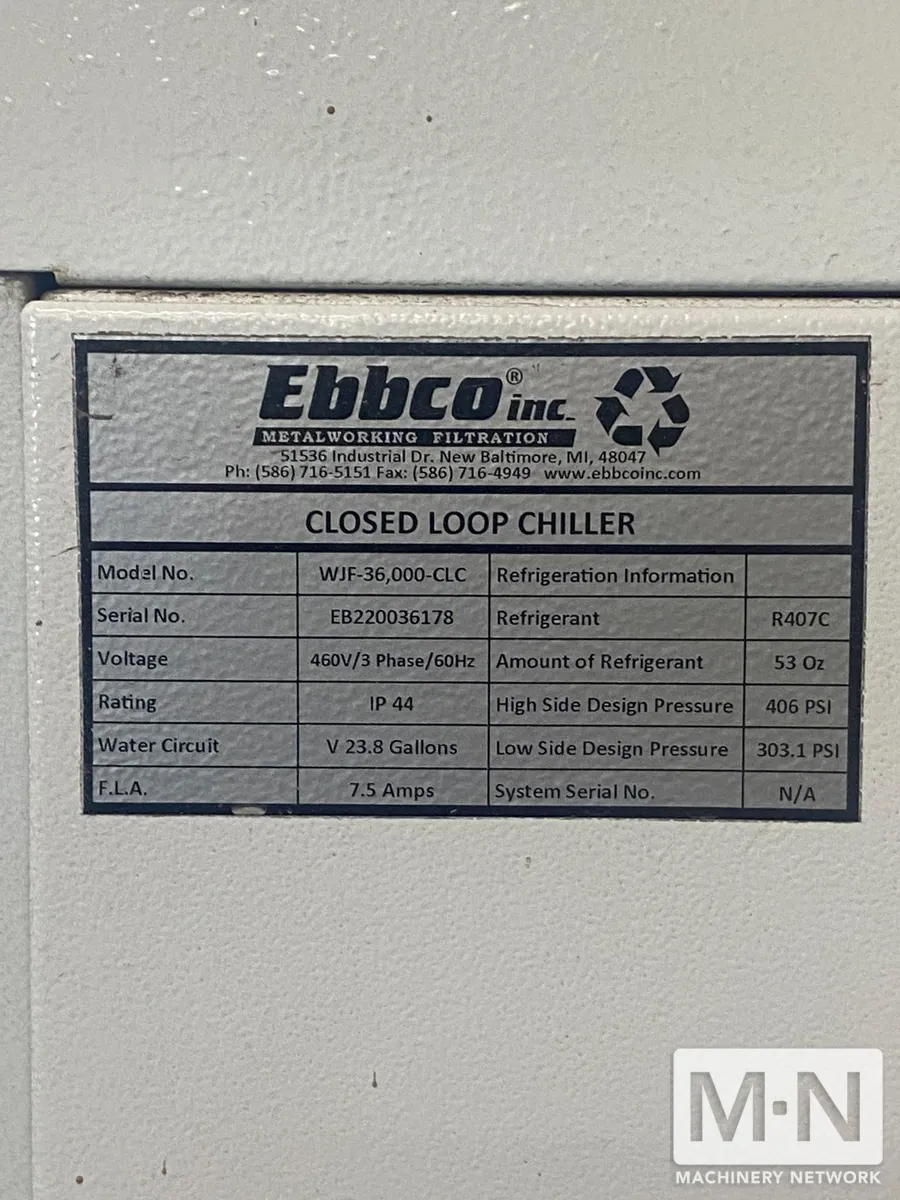 Ebbco® inc.
METALWORKING FILTRATION
51536 Industrial Dr. New Baltimore, MI, 48047
Ph: (586) 716-5151 Fax: (586) 716-4949 www.ebbcoinc.com
CLOSED LOOP CHILLER
Model No. WJF-36,000-CLC Refrigeration Information
Serial No. EB220036178 Refrigerant R407C
Voltage 460V/3 Phase/60Hz Amount of Refrigerant 53 Oz
Rating IP 44 High Side Design Pressure 406 PSI
Water Circuit V 23.8 Gallons Low Side Design Pressure 303.1 PSI
F.L.A. 7.5 Amps System Serial No. N/A
M·N
MACHINERY NETWORK